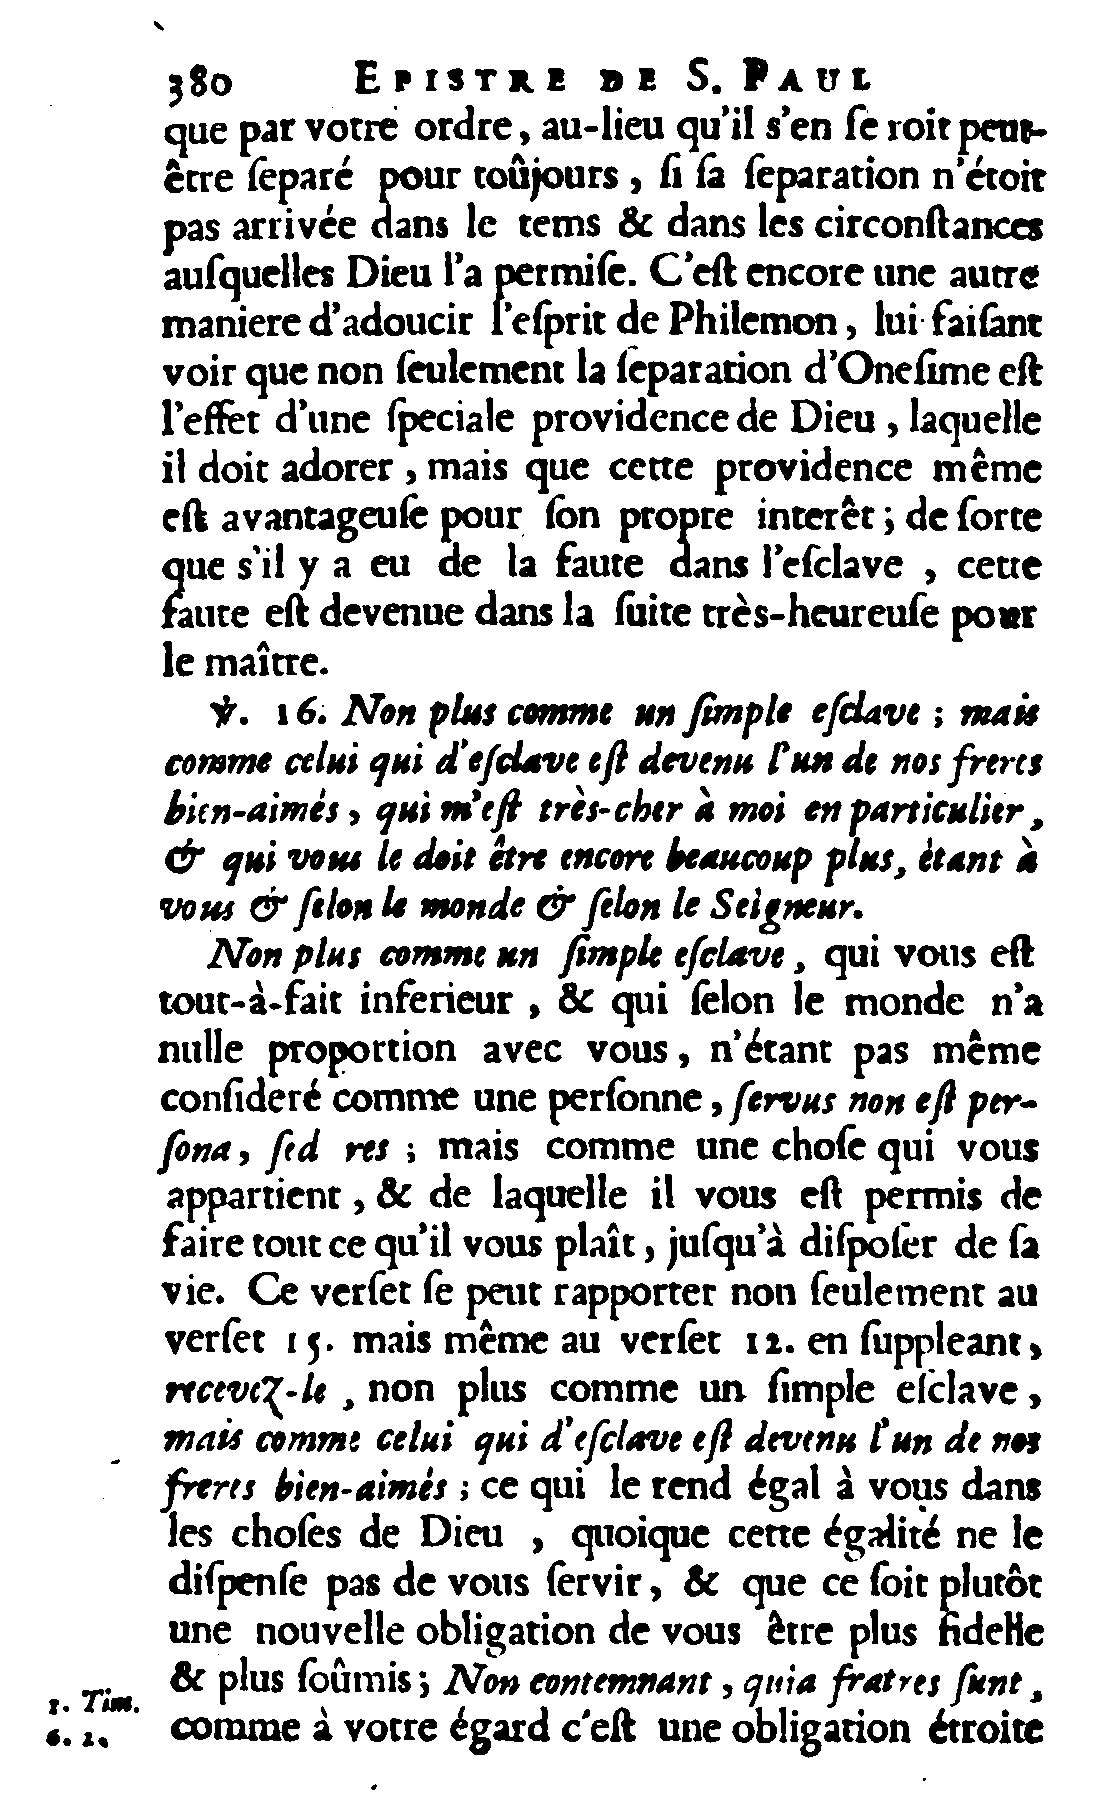 380 EPISTRE DE S. PAUL
que par votre ordre, au-lieu qu'il s'en ſe roit peut-
être ſeparé pour toûjours, ſi ſa ſeparation n'étoit
pas arrivée dans le tems & dans les circonſtances
auſquelles Dieu l'a permiſe. C'eſt encore une autre
maniere d'adoucir l'eſprit de Philemon, lui faiſant
voir que non ſeulement la ſeparation d'Oneſime eſt
l'effet d'une ſpeciale providence de Dieu, laquelle
il doit adorer, mais que cette providence même
eſt avantageuſe pour ſon propre interêt; de ſorte
que s'il y a eu de la faute dans l'eſclave, cette
faute eſt devenue dans la ſuite très-heureuſe pour
le maître.
℣. 16. Non plus comme un ſimple eſclave; mais
comme celui qui d'eſclave eſt devenu l'un de nos freres
bien-aimés, qui m'eſt très-cher à moi en particulier,
& qui vous le doit être encore beaucoup plus, étant à
vous & ſelon le monde & ſelon le Seigneur.
Non plus comme un ſimple eſclave, qui vous eſt
tout-à-fait inferieur, & qui ſelon le monde n'a
nulle proportion avec vous, n'étant pas même
conſideré comme une perſonne, ſervus non eſt per-
ſona, ſed res; mais comme une choſe qui vous
appartient, & de laquelle il vous eſt permis de
faire tout ce qu'il vous plaît, juſqu'à diſpoſer de ſa
vie. Ce verſet ſe peut rapporter non ſeulement au
verſet 15. mais même au verſet 12. en ſuppleant,
recevez-le, non plus comme un ſimple eſclave,
mais comme celui qui d'eſclave eſt devenu l'un de nos
freres bien-aimés; ce qui le rend égal à vous dans
les choſes de Dieu, quoique cette égalité ne le
diſpenſe pas de vous ſervir, & que ce ſoit plutôt
une nouvelle obligation de vous être plus fidelle
& plus ſoûmis; Non contemnant, quia fratres ſunt,
1. Tim.
6. 2.
comme à votre égard c'eſt une obligation étroite